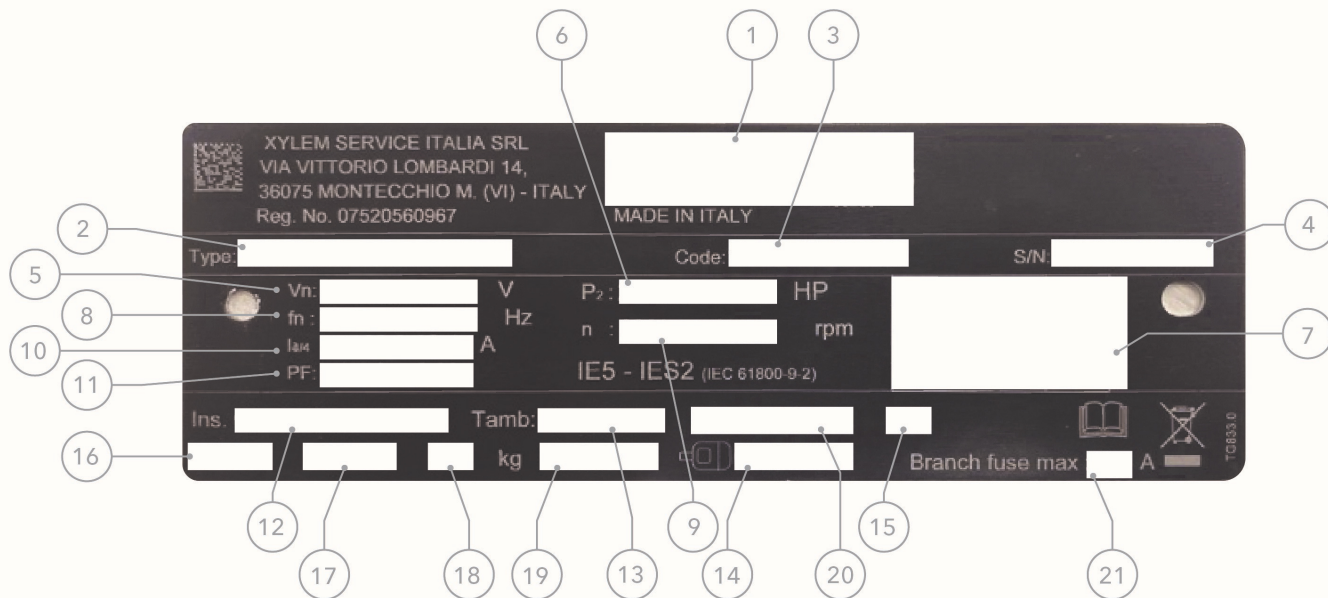 6 1 3
XYLEM SERVICE ITALIA SRL
VIA VITTORIO LOMBARDI 14,
36075 MONTECCHIO M. (VI) - ITALY
Reg. No. 07520560967
MADE IN ITALY
2
4
Type: Code: S/N:
5
Vn: V P2 : HP
8
fn : Hz n : rpm
10
I4/4 A
7
11
PF: IE5 - IES2 (IEC 61800-9-2)
Ins. Tamb:
TG833.0
16
kg Branch fuse max A
12 9 15
17 18 19 13 14 20 21